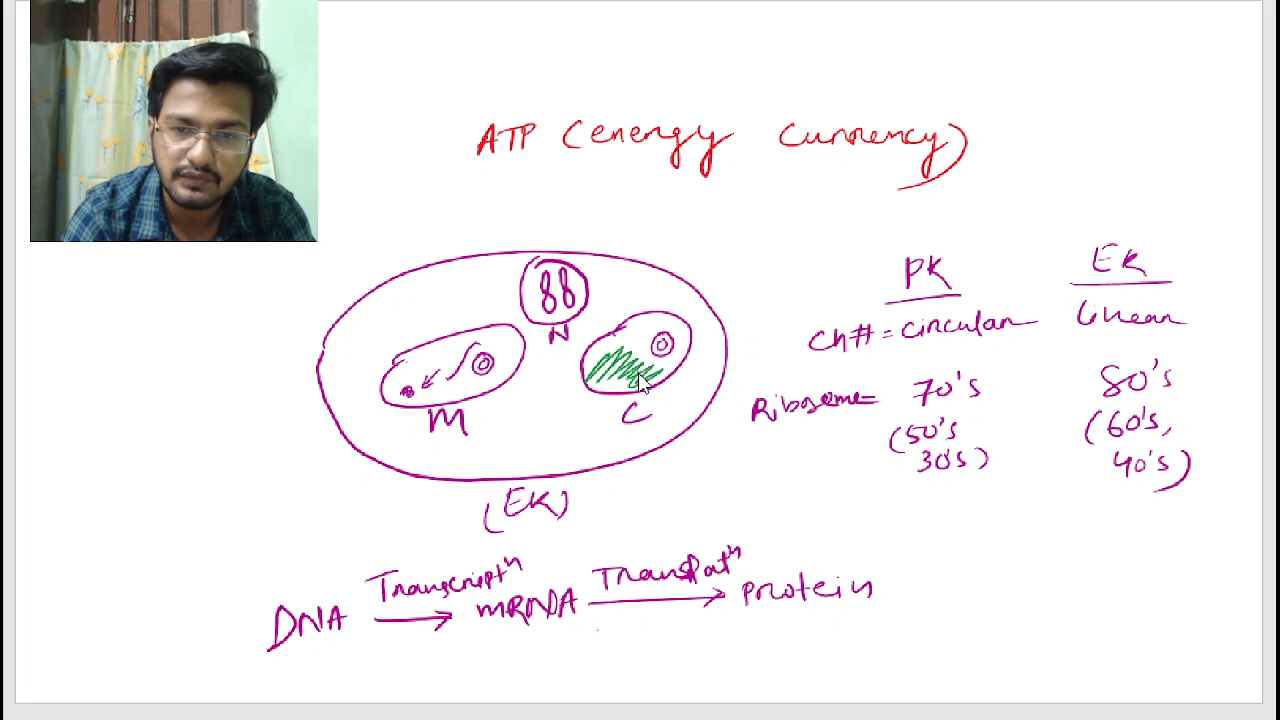 ATP (energy currency)
PK EK
Ch# = circular linear
Ribosome = 70's 80's
(50's (60's,
30's) 40's)
88
N
M
C
(EK)
DNA Transcriptⁿ mRNA Translatⁿ protein